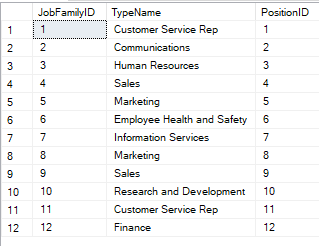 JobFamilyID TypeName PositionID
1 1 Customer Service Rep 1
2 2 Communications 2
3 3 Human Resources 3
4 4 Sales 4
5 5 Marketing 5
6 6 Employee Health and Safety 6
7 7 Information Services 7
8 8 Marketing 8
9 9 Sales 9
10 10 Research and Development 10
11 11 Customer Service Rep 11
12 12 Finance 12